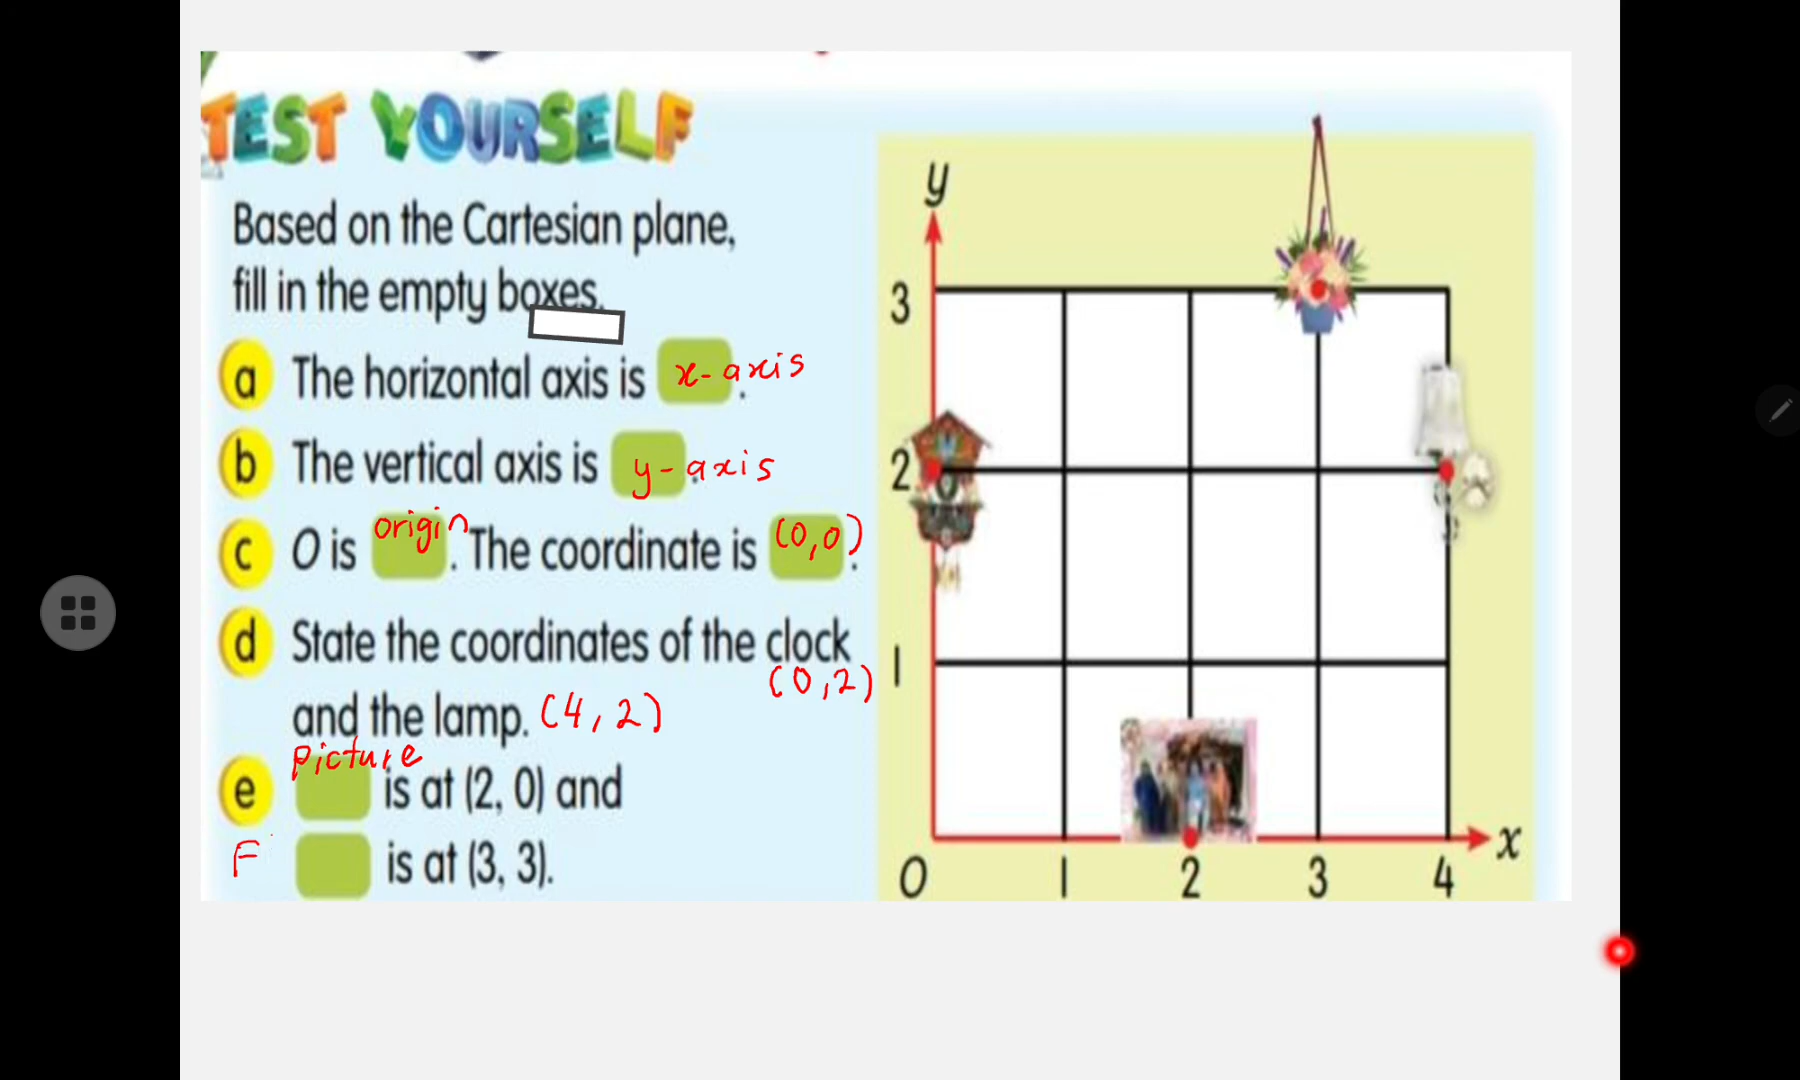 TEST YOURSELF
Based on the Cartesian plane,
fill in the empty boxes.
a The horizontal axis is x-axis.
b The vertical axis is y-axis
c O is origin. The coordinate is (0,0).
d State the coordinates of the clock
(0,2)
and the lamp. (4,2)
e picture is at (2, 0) and
F is at (3, 3).
y
3
2
1
O 1 2 3 4 x